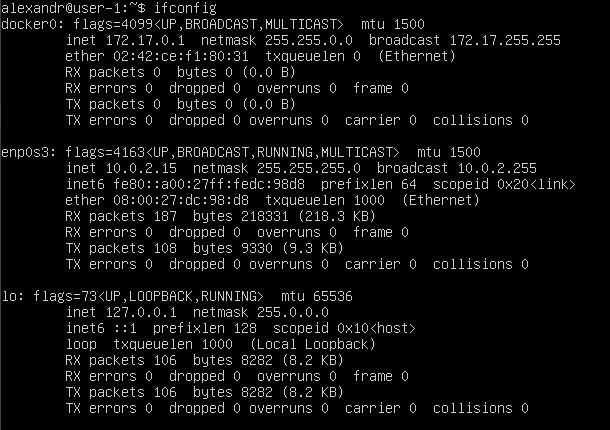 alexandr@user-1:~$ ifconfig
docker0: flags=4099<UP,BROADCAST,MULTICAST>  mtu 1500
        inet 172.17.0.1  netmask 255.255.0.0  broadcast 172.17.255.255
        ether 02:42:ce:f1:80:31  txqueuelen 0  (Ethernet)
        RX packets 0  bytes 0 (0.0 B)
        RX errors 0  dropped 0  overruns 0  frame 0
        TX packets 0  bytes 0 (0.0 B)
        TX errors 0  dropped 0 overruns 0  carrier 0  collisions 0

enp0s3: flags=4163<UP,BROADCAST,RUNNING,MULTICAST>  mtu 1500
        inet 10.0.2.15  netmask 255.255.255.0  broadcast 10.0.2.255
        inet6 fe80::a00:27ff:fedc:98d8  prefixlen 64  scopeid 0x20<link>
        ether 08:00:27:dc:98:d8  txqueuelen 1000  (Ethernet)
        RX packets 187  bytes 218331 (218.3 KB)
        RX errors 0  dropped 0  overruns 0  frame 0
        TX packets 108  bytes 9330 (9.3 KB)
        TX errors 0  dropped 0 overruns 0  carrier 0  collisions 0

lo: flags=73<UP,LOOPBACK,RUNNING>  mtu 65536
        inet 127.0.0.1  netmask 255.0.0.0
        inet6 ::1  prefixlen 128  scopeid 0x10<host>
        loop  txqueuelen 1000  (Local Loopback)
        RX packets 106  bytes 8282 (8.2 KB)
        RX errors 0  dropped 0  overruns 0  frame 0
        TX packets 106  bytes 8282 (8.2 KB)
        TX errors 0  dropped 0 overruns 0  carrier 0  collisions 0